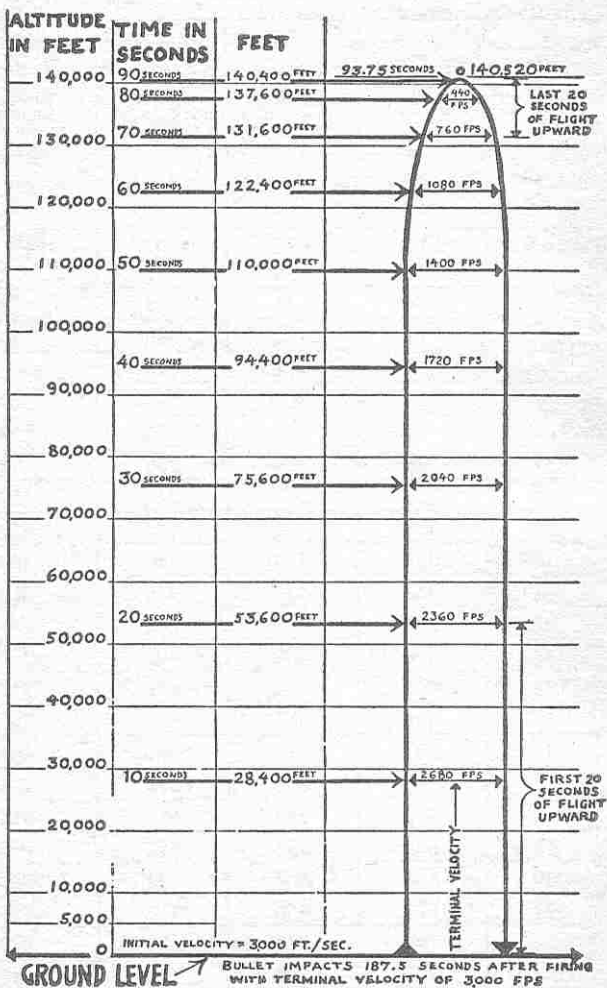 ALTITUDE IN FEET
TIME IN SECONDS
FEET
93.75 SECONDS 140,520 FEET
140,000 90 SECONDS 140,400 FEET
80 SECONDS 137,600 FEET 440 FPS
LAST 20 SECONDS OF FLIGHT UPWARD
70 SECONDS 131,600 FEET 760 FPS
130,000
60 SECONDS 122,400 FEET 1080 FPS
120,000
110,000 50 SECONDS 110,000 FEET 1400 FPS
100,000
40 SECONDS 94,400 FEET 1720 FPS
90,000
80,000
30 SECONDS 75,600 FEET 2040 FPS
70,000
60,000
20 SECONDS 53,600 FEET 2360 FPS
50,000
40,000
30,000
10 SECONDS 28,400 FEET 2680 FPS
FIRST 20 SECONDS OF FLIGHT UPWARD
20,000
TERMINAL VELOCITY
10,000
5,000
0
INITIAL VELOCITY = 3,000 FT./SEC.
GROUND LEVEL
BULLET IMPACTS 187.5 SECONDS AFTER FIRING
WITH TERMINAL VELOCITY OF 3000 FPS